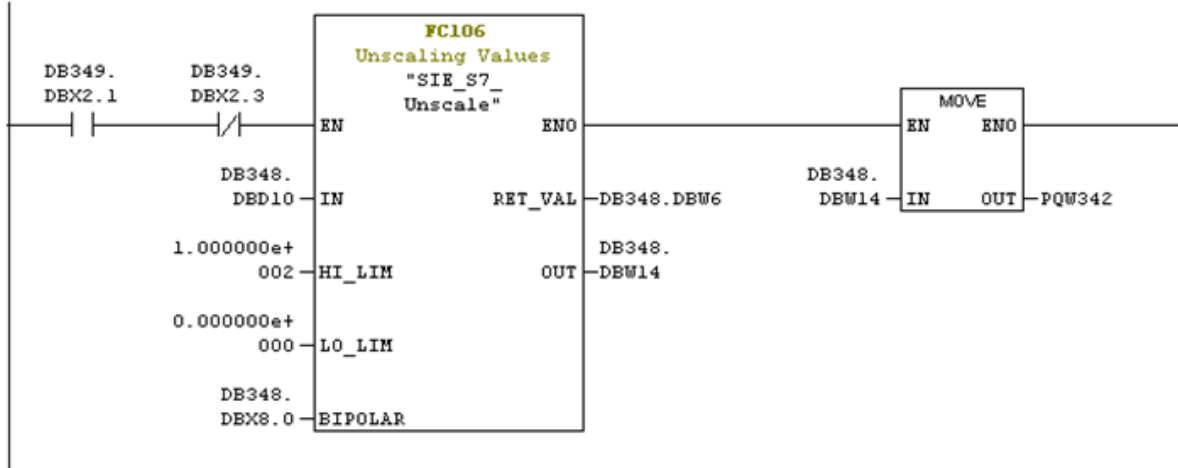 FC106
Unscaling Values
"SIE_S7_
Unscale"
DB349.
DBX2.1
DB349.
DBX2.3
EN
ENO
DB348.
DBD10
IN
RET_VAL
DB348.DBW6
1.000000e+
002
HI_LIM
OUT
DB348.
DBW14
0.000000e+
000
LO_LIM
DB348.
DBX8.0
BIPOLAR
MOVE
EN
ENO
DB348.
DBW14
IN
OUT
PQW342